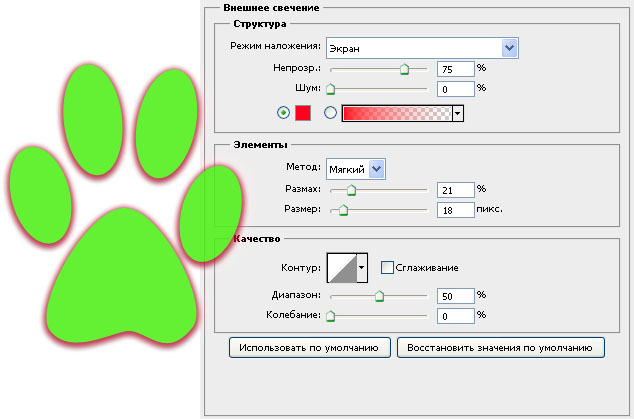 Внешнее свечение
Структура
Режим наложения: Экран
Непрозр.: 75 %
Шум: 0 %
Элементы
Метод: Мягкий
Размах: 21 %
Размер: 18 пикс.
Качество
Контур: Сглаживание
Диапазон: 50 %
Колебание: 0 %
Использовать по умолчанию Восстановить значения по умолчанию